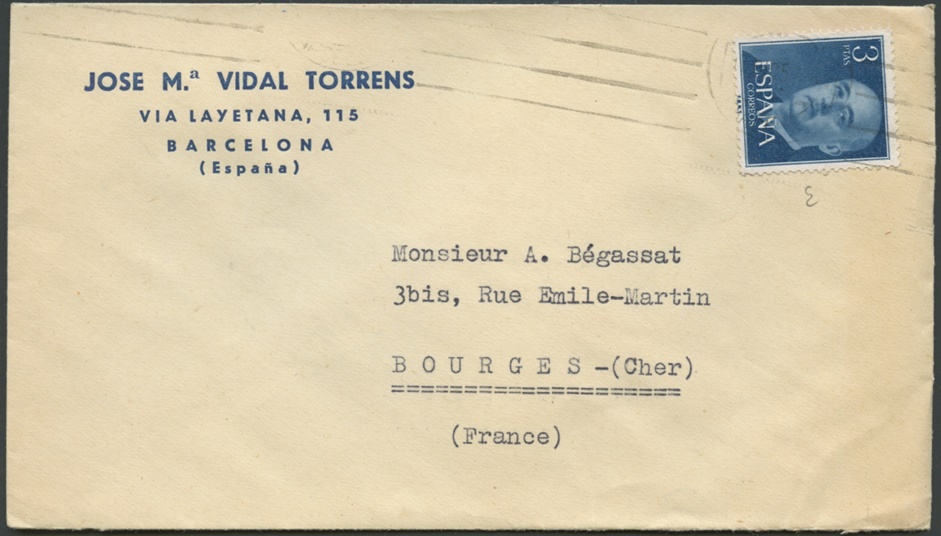 JOSE M.ª VIDAL TORRENS
VIA LAYETANA, 115
BARCELONA
(España)
3
PTAS
ESPAÑA
CORREOS
3
Monsieur A. Bégassat
3bis, Rue Emile-Martin
BOURGES-(Cher)
(France)